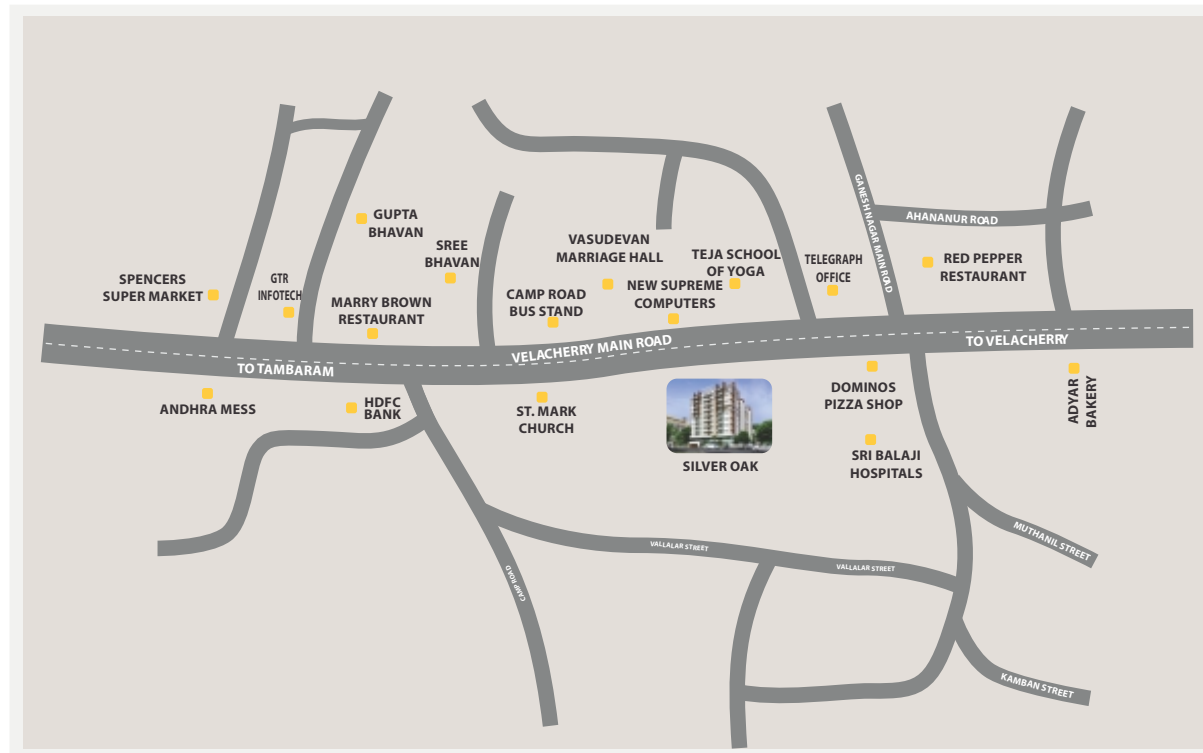 GANESH NAGAR MAIN ROAD
AHANANUR ROAD
GUPTA
BHAVAN
SREE
BHAVAN
VASUDEVAN
MARRIAGE HALL
TEJA SCHOOL
OF YOGA
TELEGRAPH
OFFICE
RED PEPPER
RESTAURANT
SPENCERS
SUPER MARKET
GTR
INFOTECH
MARRY BROWN
RESTAURANT
CAMP ROAD
BUS STAND
NEW SUPREME
COMPUTERS
TO TAMBARAM
VELACHERRY MAIN ROAD
TO VELACHERRY
ANDHRA MESS
HDFC
BANK
ST. MARK
CHURCH
SILVER OAK
DOMINOS
PIZZA SHOP
ADYAR
BAKERY
SRI BALAJI
HOSPITALS
MUTHANIL STREET
VALLALAR STREET
VALLALAR STREET
CAMP ROAD
KAMBAN STREET